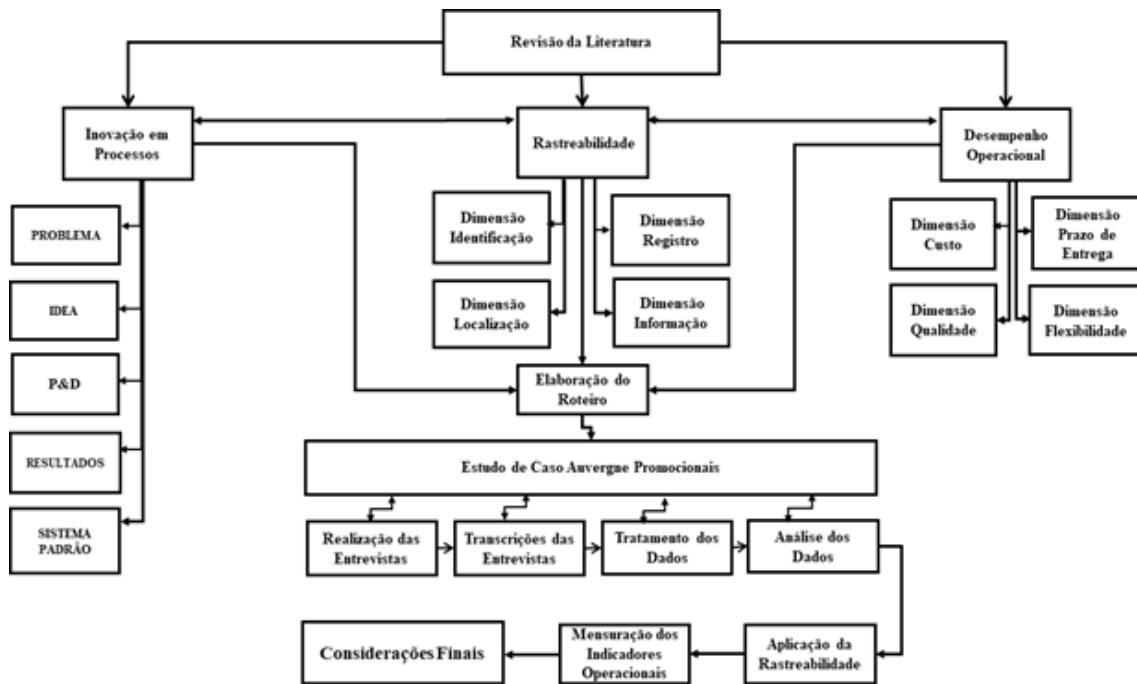 Revisão da Literatura
Inovação em
Processos
Rastreabilidade
Desempenho
Operacional
PROBLEMA
IDEA
P&D
RESULTADOS
SISTEMA
PADRÃO
Dimensão
Identificação
Dimensão
Registro
Dimensão
Localização
Dimensão
Informação
Dimensão
Custo
Dimensão
Prazo de
Entrega
Dimensão
Qualidade
Dimensão
Flexibilidade
Elaboração do
Roteiro
Estudo de Caso Auvergne Promocionais
Realização das
Entrevistas
Transcrições das
Entrevistas
Tratamento dos
Dados
Análise dos
Dados
Aplicação da
Rastreabilidade
Mensuração dos
Indicadores
Operacionais
Considerações Finais